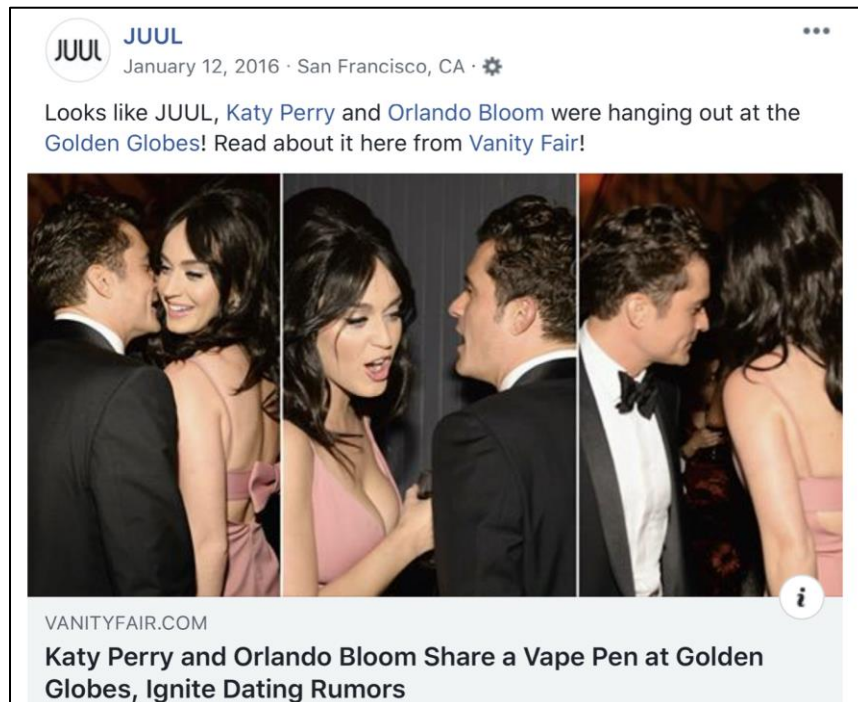 JUUL
JUUL
January 12, 2016 · San Francisco, CA ·
Looks like JUUL, Katy Perry and Orlando Bloom were hanging out at the
Golden Globes! Read about it here from Vanity Fair!
i
VANITYFAIR.COM
Katy Perry and Orlando Bloom Share a Vape Pen at Golden
Globes, Ignite Dating Rumors